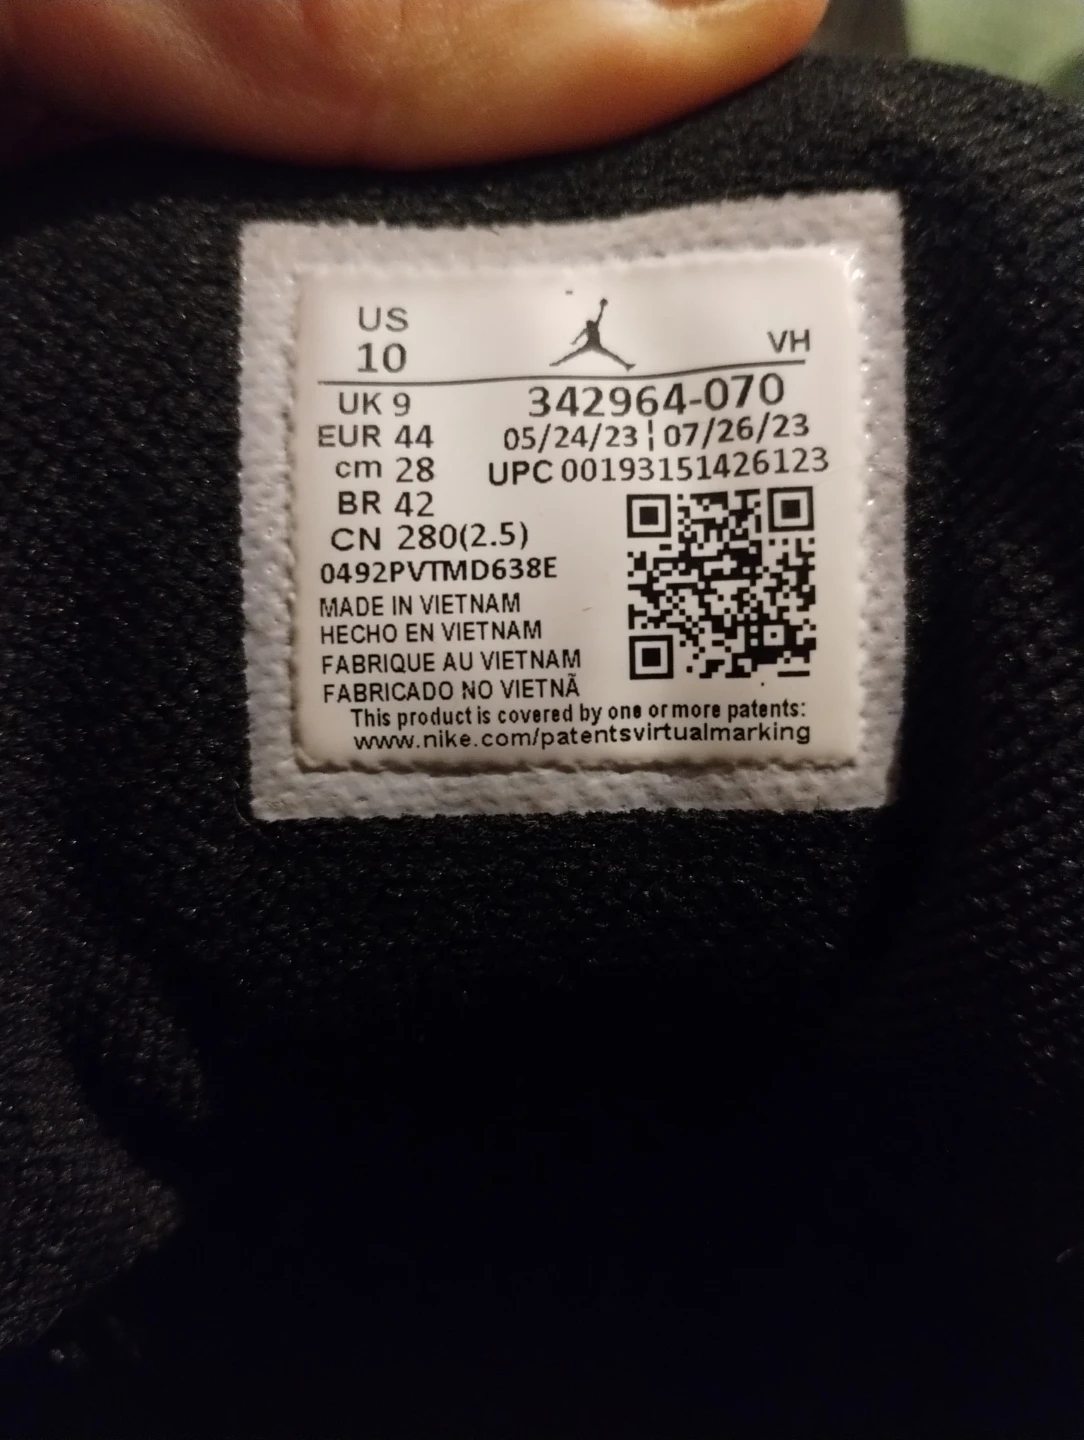 US
10
VH
UK 9
342964-070
EUR 44
05/24/23 ¦ 07/26/23
cm 28
UPC 00193151426123
BR 42
CN 280(2.5)
0492PVTMD638E
MADE IN VIETNAM
HECHO EN VIETNAM
FABRIQUE AU VIETNAM
FABRICADO NO VIETNÃ
This product is covered by one or more patents:
www.nike.com/patentsvirtualmarking